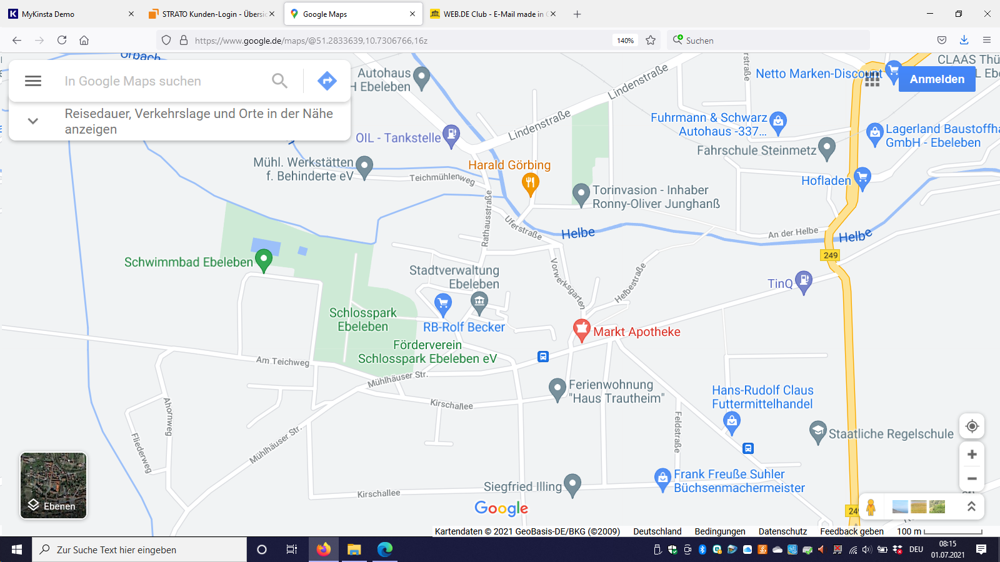 MyKinsta Demo
STRATO Kunden-Login - Übersic
Google Maps
WEB.DE Club - E-Mail made in G
https://www.google.de/maps/@51.2833639,10.7306766,16z
140%
Suchen
In Google Maps suchen
Reisedauer, Verkehrslage und Orte in der Nähe
anzeigen
Anmelden
Urbach
Autohaus
H Ebeleben
Lindenstraße
Lindenstraße
Netto Marken-Discount
CLAAS Thü
Fuhrmann & Schwarz
Autohaus -337...
Lagerland Baustoffha
GmbH - Ebeleben
OIL - Tankstelle
Fahrschule Steinmetz
Mühl. Werkstätten
f. Behinderte eV
Teichmühlenweg
Harald Görbing
Hofladen
Torinvasion - Inhaber
Ronny-Oliver Junghanß
Rathausstraße
Uferstraße
Helbe
An der Helbe
Helbe
249
Schwimmbad Ebeleben
Stadtverwaltung
Ebeleben
Vorwerksgarten
Helbestraße
TinQ
Schlosspark
Ebeleben
RB-Rolf Becker
Markt Apotheke
Förderverein
Schlosspark Ebeleben eV
Am Teichweg
Mühlhäuser Str.
Ferienwohnung
"Haus Trautheim"
Kirschallee
Hans-Rudolf Claus
Futtermittelhandel
Ahornweg
Fliederweg
Mühlhäuser Str.
Feldstraße
Staatliche Regelschule
Frank Freuße Suhler
Büchsenmachermeister
Siegfried Illing
Kirschallee
Ebenen
Google
Kartendaten © 2021 GeoBasis-DE/BKG (©2009)
Deutschland
Bedingungen
Datenschutz
Feedback geben
100 m
Zur Suche Text hier eingeben
DEU
08:15
01.07.2021